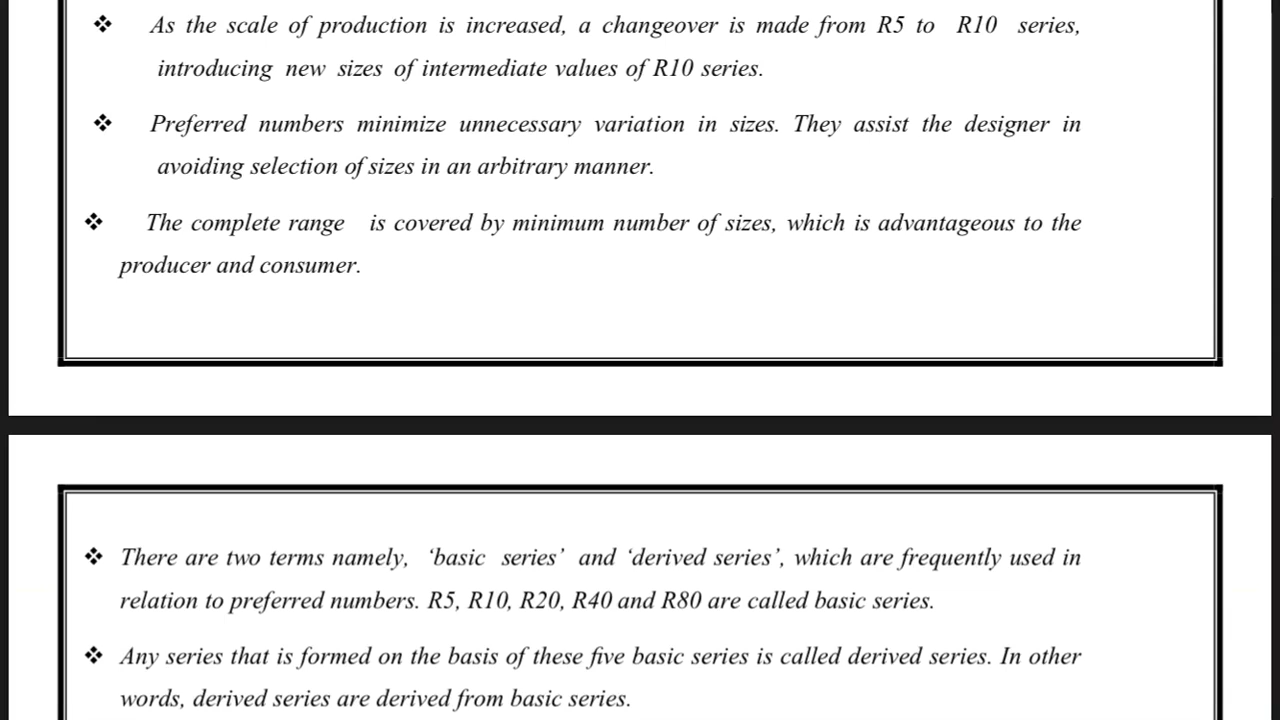 ❖ As the scale of production is increased, a changeover is made from R5 to R10 series,
introducing new sizes of intermediate values of R10 series.
❖ Preferred numbers minimize unnecessary variation in sizes. They assist the designer in
avoiding selection of sizes in an arbitrary manner.
❖ The complete range is covered by minimum number of sizes, which is advantageous to the
producer and consumer.
❖ There are two terms namely, ‘basic series’ and ‘derived series’, which are frequently used in
relation to preferred numbers. R5, R10, R20, R40 and R80 are called basic series.
❖ Any series that is formed on the basis of these five basic series is called derived series. In other
words, derived series are derived from basic series.